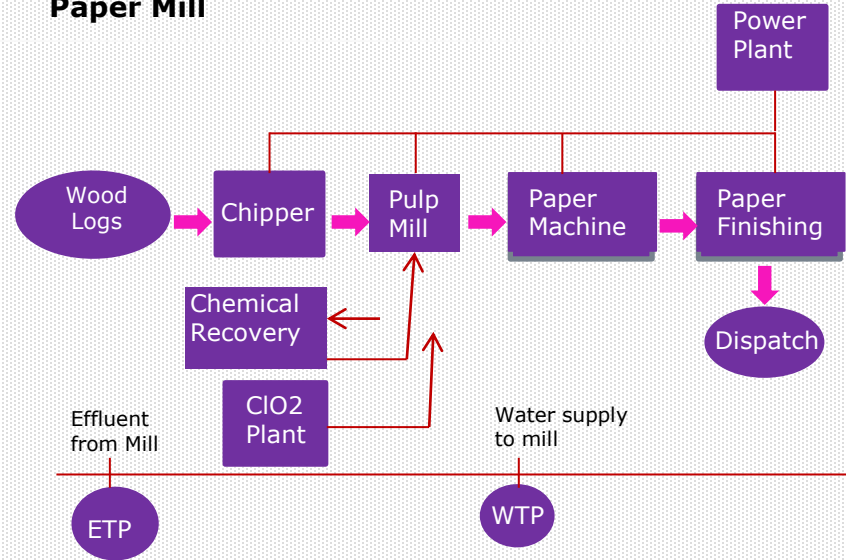 Paper Mill
Power
Plant
Wood
Logs
Chipper
Pulp
Mill
Paper
Machine
Paper
Finishing
Chemical
Recovery
Dispatch
ClO2
Plant
Effluent
from Mill
Water supply
to mill
ETP
WTP